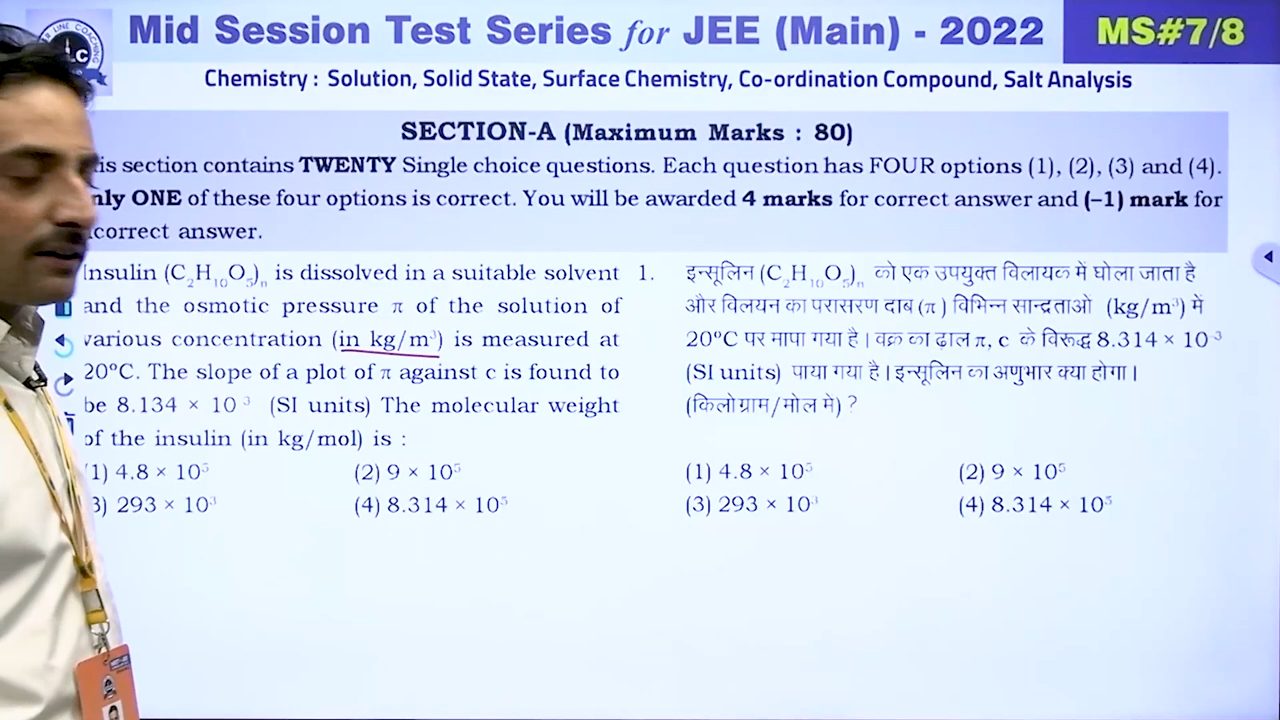 Mid Session Test Series for JEE (Main) - 2022
MS#7/8
Chemistry : Solution, Solid State, Surface Chemistry, Co-ordination Compound, Salt Analysis
SECTION-A (Maximum Marks : 80)
is section contains TWENTY Single choice questions. Each question has FOUR options (1), (2), (3) and (4).
nly ONE of these four options is correct. You will be awarded 4 marks for correct answer and (–1) mark for
correct answer.
Insulin (C₂H₁₀O₅)ₙ is dissolved in a suitable solvent
and the osmotic pressure π of the solution of
various concentration (in kg/m³) is measured at
20°C. The slope of a plot of π against c is found to
be 8.134 × 10⁻³ (SI units) The molecular weight
of the insulin (in kg/mol) is :
1) 4.8 × 10⁵ (2) 9 × 10⁵
3) 293 × 10³ (4) 8.314 × 10⁵
1. इन्सूलिन (C₂H₁₀O₅)ₙ को एक उपयुक्त विलायक में घोला जाता है
और विलयन का परासरण दाब (π) विभिन्न सान्द्रताओ (kg/m³) में
20°C पर मापा गया है। वक्र का ढाल π, c के विरूद्ध 8.314 × 10⁻³
(SI units) पाया गया है। इन्सूलिन का अणुभार क्या होगा।
(किलोग्राम/मोल में) ?
(1) 4.8 × 10⁵ (2) 9 × 10⁵
(3) 293 × 10³ (4) 8.314 × 10⁵